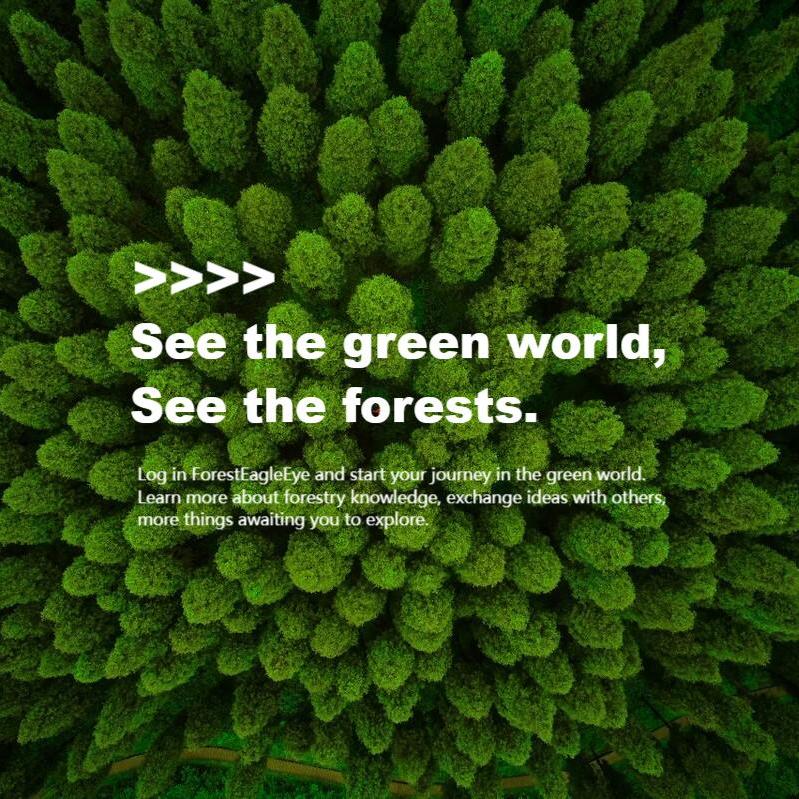 >>>>
See the green world,
See the forests.
Log in ForestEagleEye and start your journey in the green world.
Learn more about forestry knowledge, exchange ideas with others,
more things awaiting you to explore.